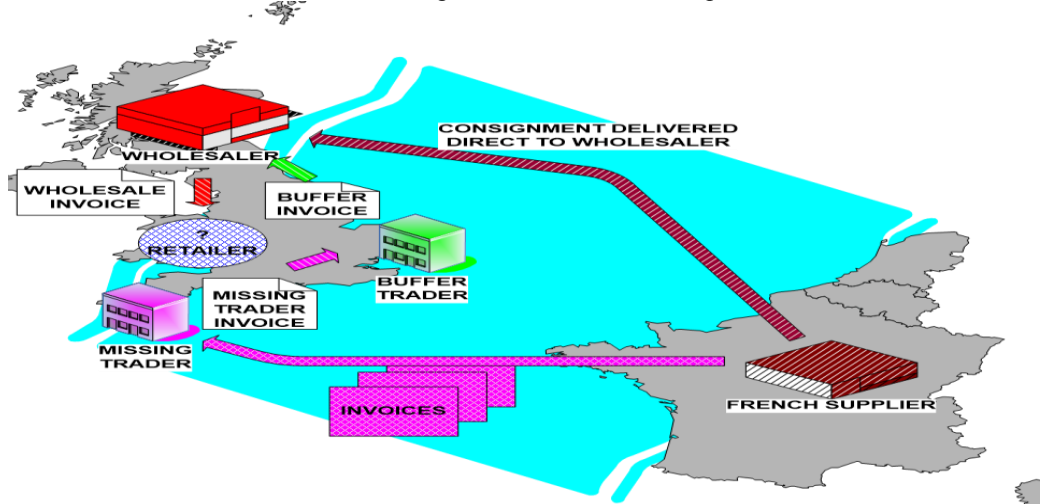 CONSIGNMENT DELIVERED
DIRECT TO WHOLESALER
WHOLESALER
WHOLESALE
INVOICE
BUFFER
INVOICE
?
RETAILER
BUFFER
TRADER
MISSING
TRADER
INVOICE
MISSING
TRADER
INVOICES
FRENCH SUPPLIER